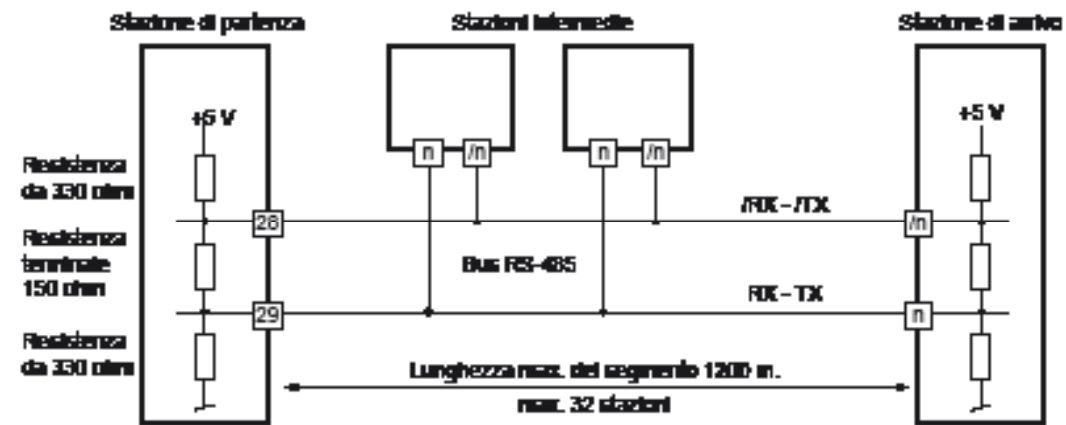 Stazione di partenza
Stazioni intermedie
Stazione di arrivo
+5 V
+5 V
n
/n
n
/n
Resistenza
da 330 ohm
/RX - /TX
28
/n
Resistenza
terminale
150 ohm
Bus RS-485
RX - TX
29
n
Resistenza
da 330 ohm
Lunghezza max. del segmento 1200 m.
max. 32 stazioni